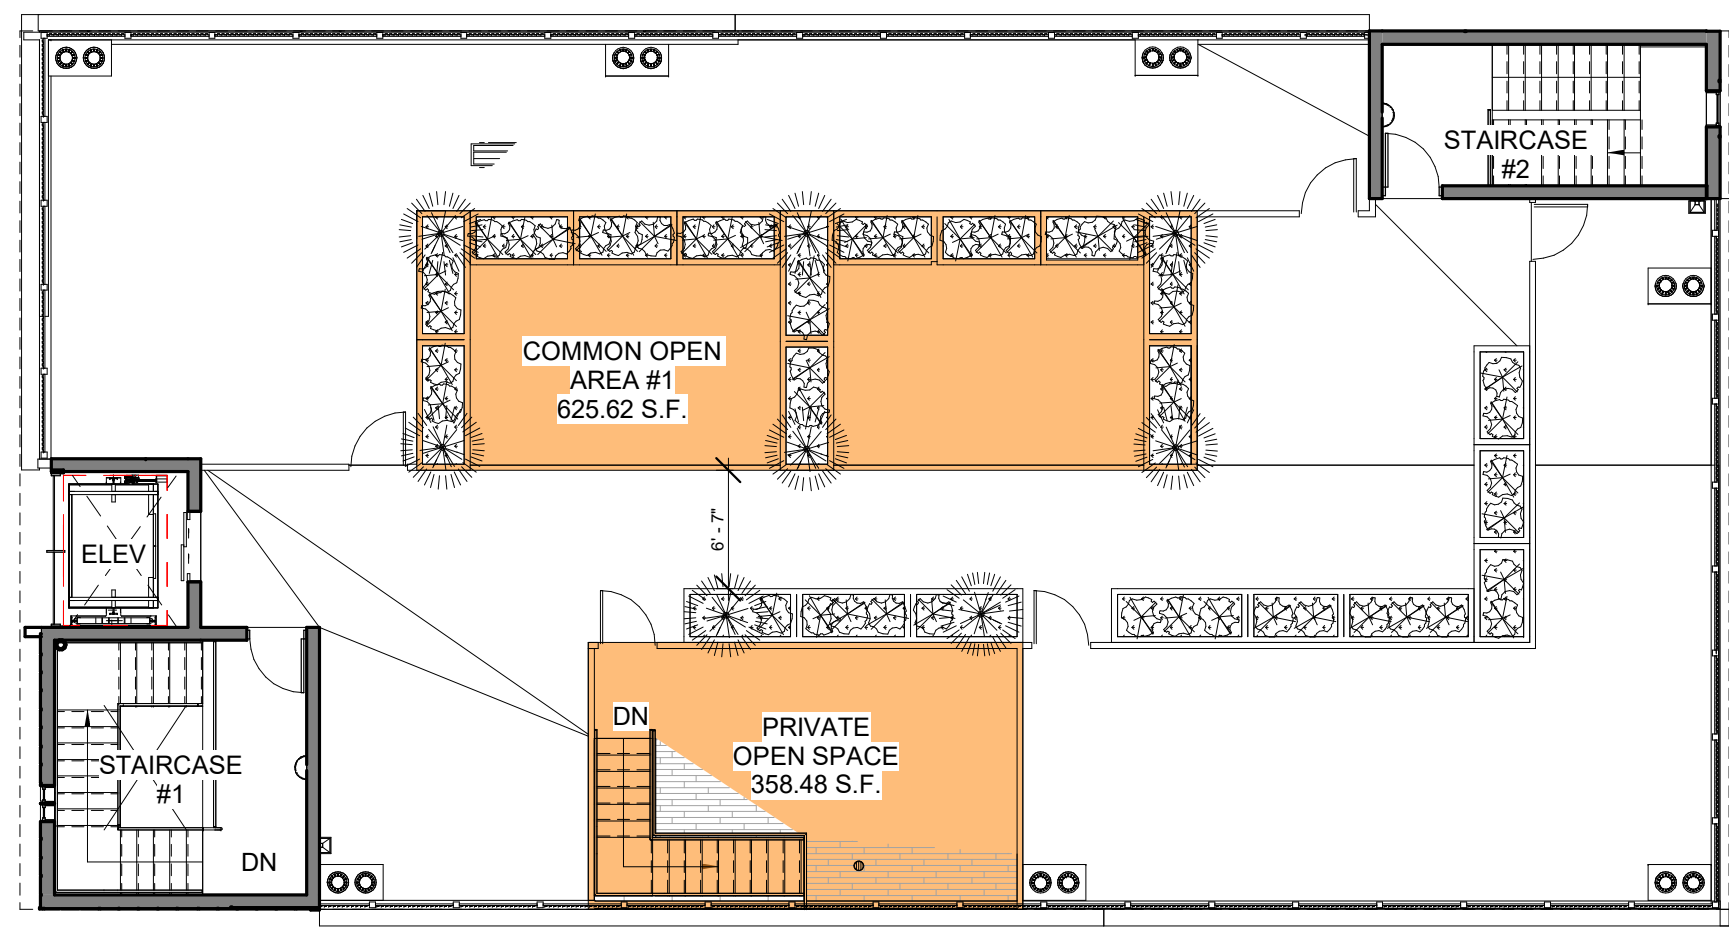 STAIRCASE
#2
COMMON OPEN
AREA #1
625.62 S.F.
6' - 7"
ELEV
DN
PRIVATE
OPEN SPACE
358.48 S.F.
STAIRCASE
#1
DN